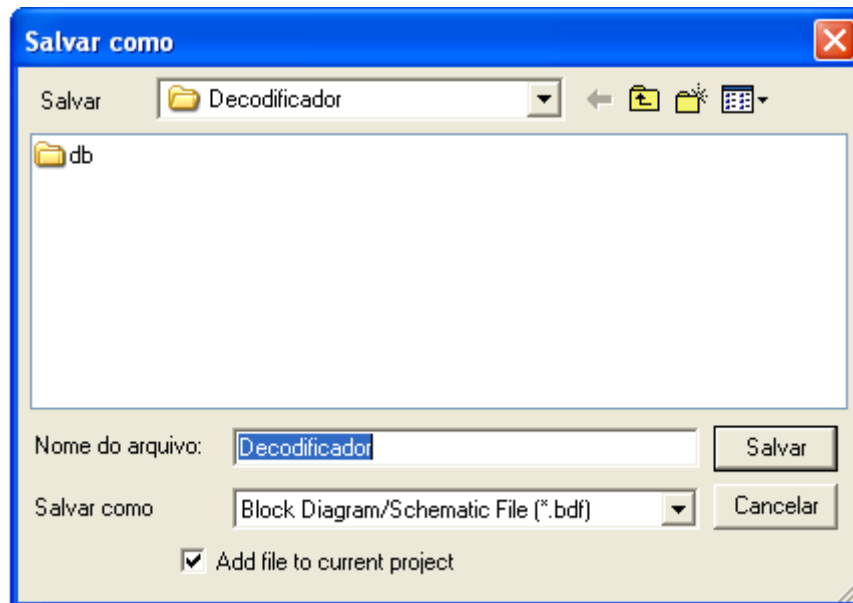 Salvar como
Salvar Decodificador
db
Nome do arquivo: Decodificador Salvar
Salvar como Block Diagram/Schematic File (*.bdf) Cancelar
Add file to current project